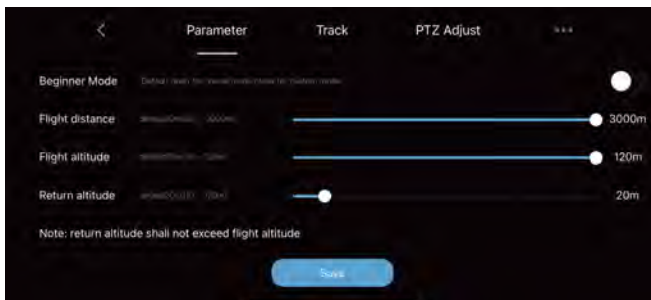 Parameter Track PTZ Adjust
Beginner Mode
Flight distance 3000m
Flight altitude 120m
Return altitude 20m
Note: return altitude shall not exceed flight altitude
Save